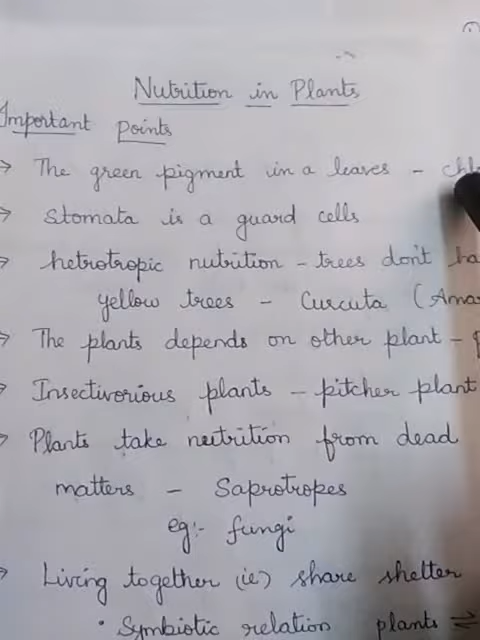 Nutrition in Plants
Important Points
→ The green pigment in a leaves -
→ Stomata is a guard cells
→ hetrotropic nutrition - trees don't
yellow trees - Curcuta
→ The plants depends on other plant -
→ Insectivorious plants - pitcher plant
→ Plants take neutrition from dead
matters - Saprotropes
eg:- fungi
→ Living together (ie) share shelter
• Symbiotic relation plants ⇌